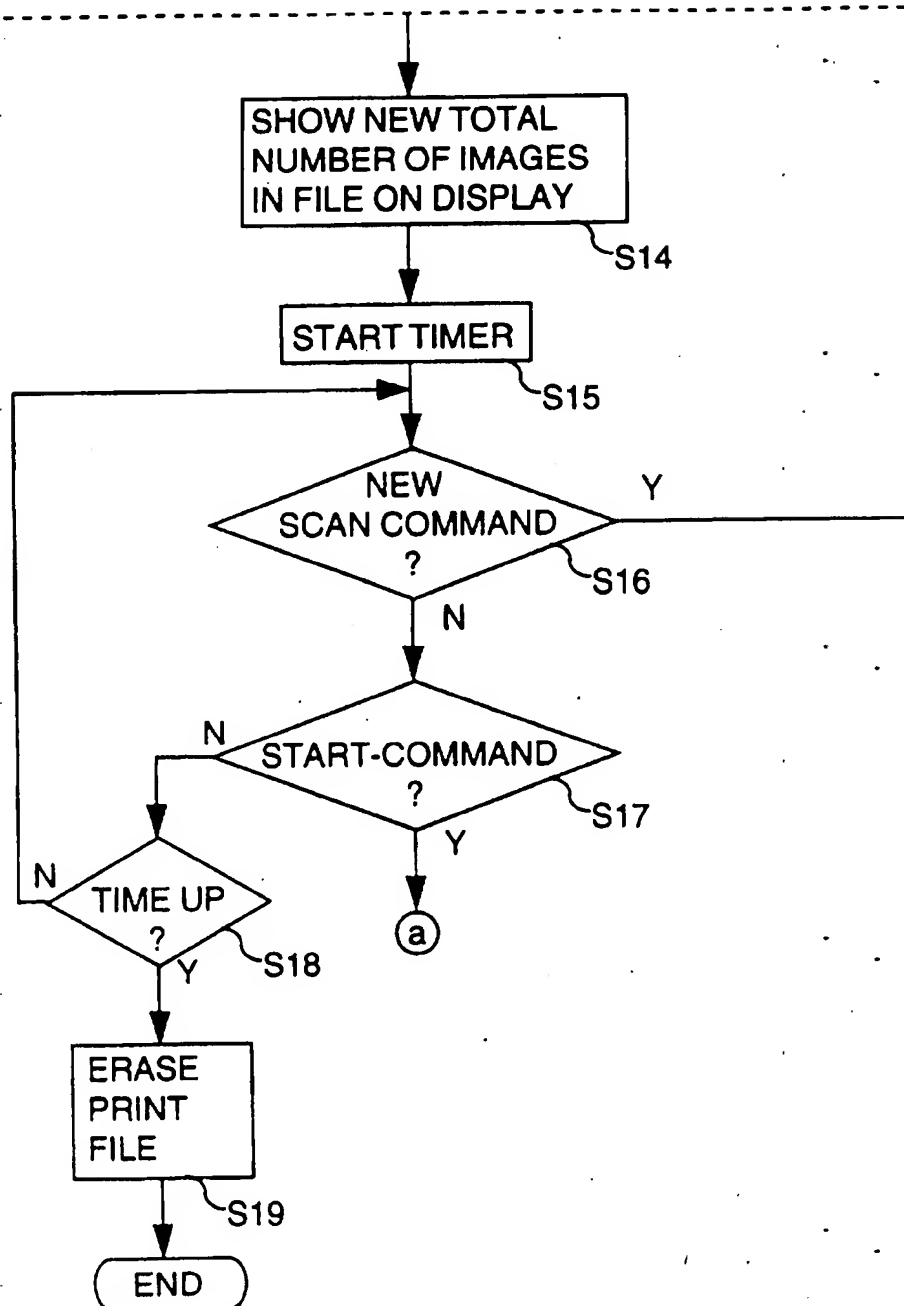 SHOW NEW TOTAL
NUMBER OF IMAGES
IN FILE ON DISPLAY
S14
START TIMER
S15
NEW
SCAN COMMAND
?
Y
S16
N
START-COMMAND
?
N
S17
Y
a
TIME UP
?
N
S18
Y
ERASE
PRINT
FILE
S19
END